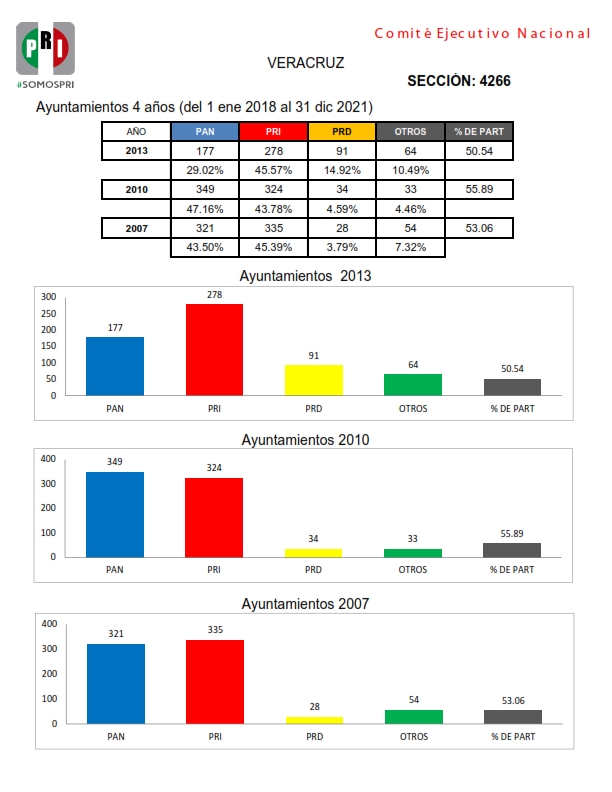 Comité Ejecutivo Nacional
PRI
#SOMOSPRI
VERACRUZ
SECCIÓN: 4266
Ayuntamientos 4 años (del 1 ene 2018 al 31 dic 2021)
AÑO PAN PRI PRD OTROS % DE PART
2013 177 278 91 64 50.54
29.02% 45.57% 14.92% 10.49%
2010 349 324 34 33 55.89
47.16% 43.78% 4.59% 4.46%
2007 321 335 28 54 53.06
43.50% 45.39% 3.79% 7.32%
Ayuntamientos 2013
300
250
200
150
100
50
0
177 278 91 64 50.54
PAN PRI PRD OTROS % DE PART
Ayuntamientos 2010
400
300
200
100
0
349 324 34 33 55.89
PAN PRI PRD OTROS % DE PART
Ayuntamientos 2007
400
300
200
100
0
321 335 28 54 53.06
PAN PRI PRD OTROS % DE PART